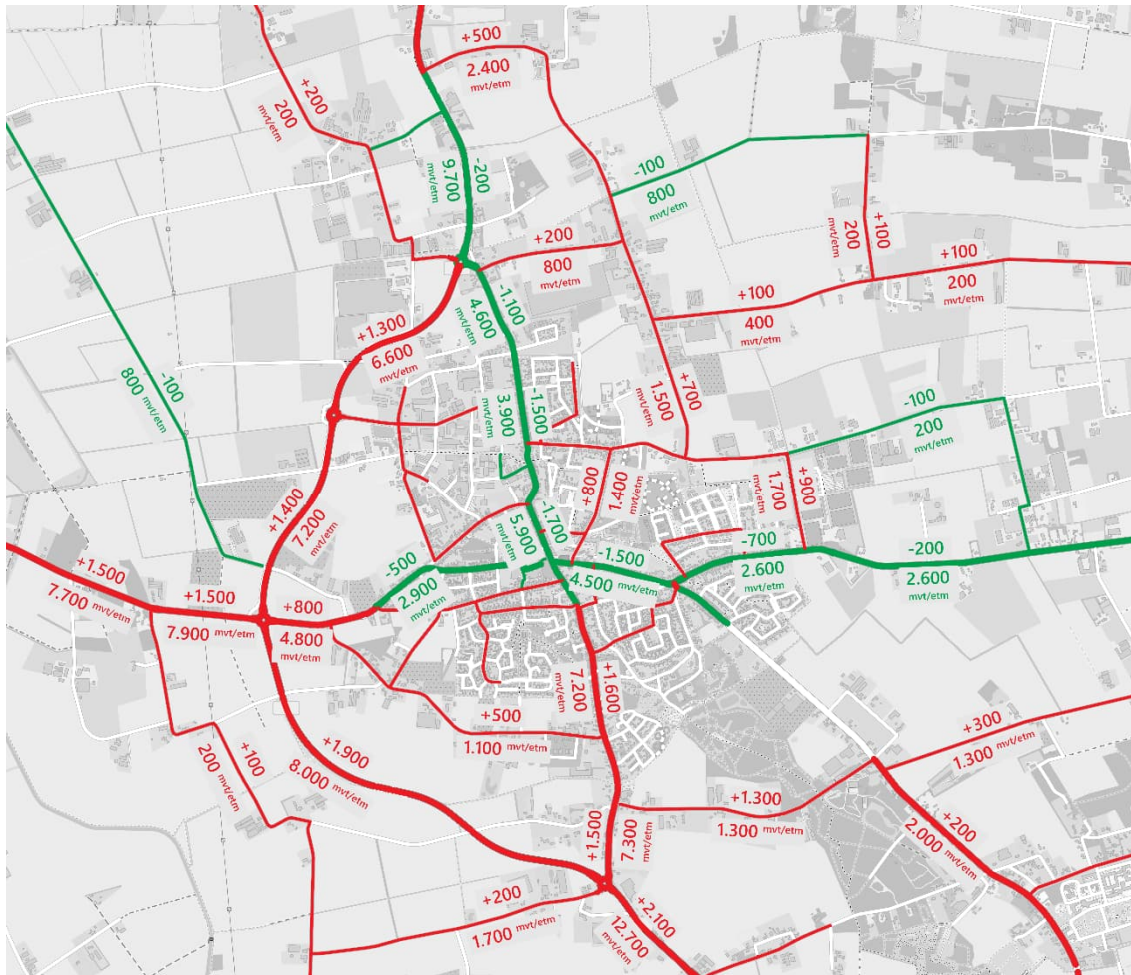 +500
2.400
mvt/etm
+200
200
mvt/etm
-200
9.700
mvt/etm
-100
800
mvt/etm
+100
200
mvt/etm
+200
800
mvt/etm
+100
200
mvt/etm
-1.100
4.600
mvt/etm
+100
400
mvt/etm
+1.300
6.600
mvt/etm
-100
800 mvt/etm
-1.500
3.900
mvt/etm
+700
1.500
mvt/etm
-100
200
mvt/etm
+1.400
7.200
mvt/etm
+800
1.400
mvt/etm
+900
1.700
mvt/etm
-1.700
5.900
mvt/etm
-500
2.900
mvt/etm
-1.500
4.500 mvt/etm
-700
2.600
mvt/etm
-200
2.600
mvt/etm
+1.500
7.700 mvt/etm
+1.500
7.900 mvt/etm
+800
4.800
mvt/etm
+1.600
7.200
mvt/etm
+500
1.100 mvt/etm
+100
200 mvt/etm
+1.900
8.000 mvt/etm
+300
1.300 mvt/etm
+1.300
1.300 mvt/etm
+200
2.000
mvt/etm
+1.500
7.300
mvt/etm
+200
1.700 mvt/etm
+2.100
12.700
mvt/etm